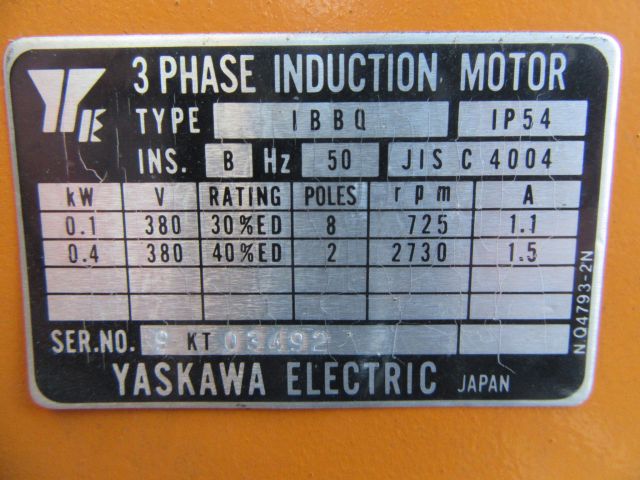 3 PHASE INDUCTION MOTOR
TYPE IBBQ IP54
INS. B Hz 50 JIS C 4004
kW V RATING POLES rpm A
0.1 380 30%ED 8 725 1.1
0.4 380 40%ED 2 2730 1.5
SER.NO. 9 KT 03492
YASKAWA ELECTRIC JAPAN
N Q4793-2N